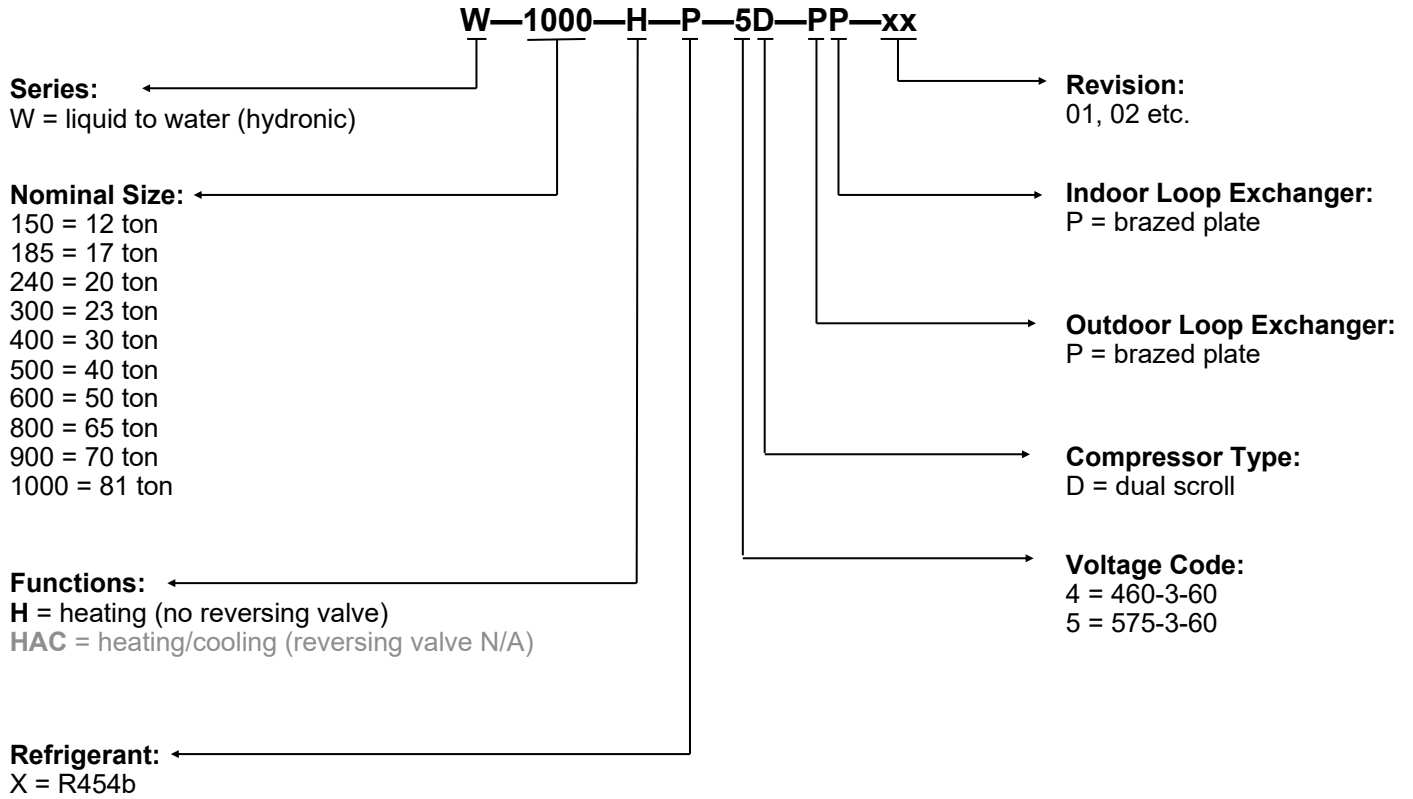 W—1000—H—P—5D—PP—xx
Series:
W = liquid to water (hydronic)
Nominal Size:
150 = 12 ton
185 = 17 ton
240 = 20 ton
300 = 23 ton
400 = 30 ton
500 = 40 ton
600 = 50 ton
800 = 65 ton
900 = 70 ton
1000 = 81 ton
Functions:
H = heating (no reversing valve)
HAC = heating/cooling (reversing valve N/A)
Refrigerant:
X = R454b
Revision:
01, 02 etc.
Indoor Loop Exchanger:
P = brazed plate
Outdoor Loop Exchanger:
P = brazed plate
Compressor Type:
D = dual scroll
Voltage Code:
4 = 460-3-60
5 = 575-3-60